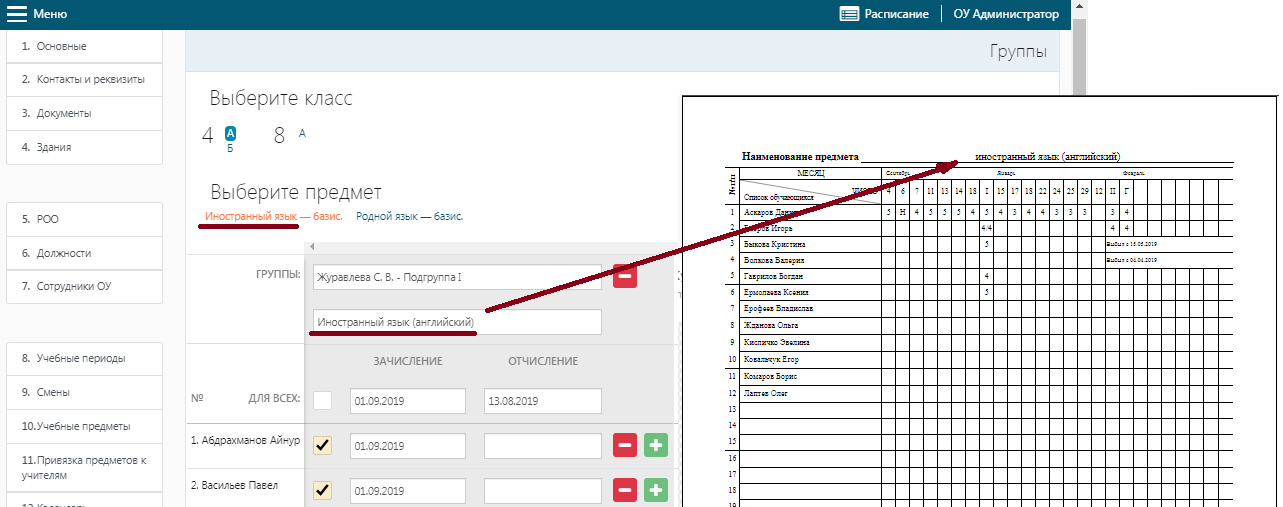 Меню
Расписание
ОУ Администратор
1. Основные
2. Контакты и реквизиты
3. Документы
4. Здания
5. РОО
6. Должности
7. Сотрудники ОУ
8. Учебные периоды
9. Смены
10.Учебные предметы
11.Привязка предметов к
учителям
Группы
Выберите класс
4 А 8 А
Б
Выберите предмет
Иностранный язык — базис. Родной язык — базис.
ГРУППЫ:
Журавлева С. В. - Подгруппа I
Иностранный язык (английский)
ЗАЧИСЛЕНИЕ ОТЧИСЛЕНИЕ
№ ДЛЯ ВСЕХ: 01.09.2019 13.08.2019
1. Абдрахманов Айнур 01.09.2019
2. Васильев Павел 01.09.2019
Наименование предмета иностранный язык (английский)
№п/п МЕСЯЦ Сентябрь Январь Февраль
4 6 7 11 13 14 18 I 15 17 18 22 24 25 29 12 II Г
Список обучающихся
1 Аскаров 5 Н 4 5 5 5 4 5 4 3 4 4 3 3 3 3 4
2 Игорь 4/4 4 4
3 Быкова Кристина 5 Выбыл с 15.05.2019
4 Волкова Валерия Выбыл с 04.04.2019
5 Гаврилов Богдан 4
6 Ермолаева Ксения 5
7 Ерофеев Владислав
8 Жданова Ольга
9 Кисличко Эвелина
10 Ковальчук Егор
11 Комаров Борис
12 Лаптев Олег
13
14
15
16
17
18